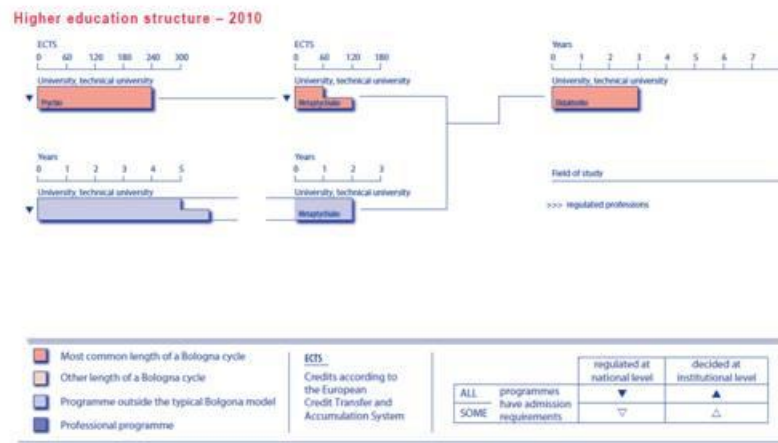 Higher education structure – 2010
ECTS
0 60 120 180 240 300
University, technical university
Ptychio
ECTS
0 60 120 180
University, technical university
Metaptychiako
Years
0 1 2 3 4 5 6 7
University, technical university
Didaktoriko
Years
0 1 2 3 4 5
University, technical university
Years
0 1 2 3
University, technical university
Metaptychiako
Field of study
>>> regulated professions
Most common length of a Bologna cycle
Other length of a Bologna cycle
Programme outside the typical Bolgona model
Professional programme
ECTS
Credits according to
the European
Credit Transfer and
Accumulation System
regulated at
national level
decided at
institutional level
ALL
SOME
programmes
have admission
requirements